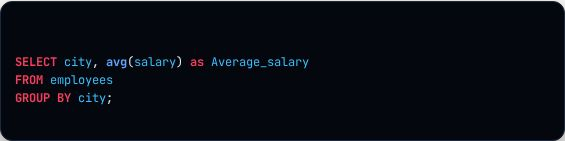 SELECT city, avg(salary) as Average_salary
FROM employees
GROUP BY city;